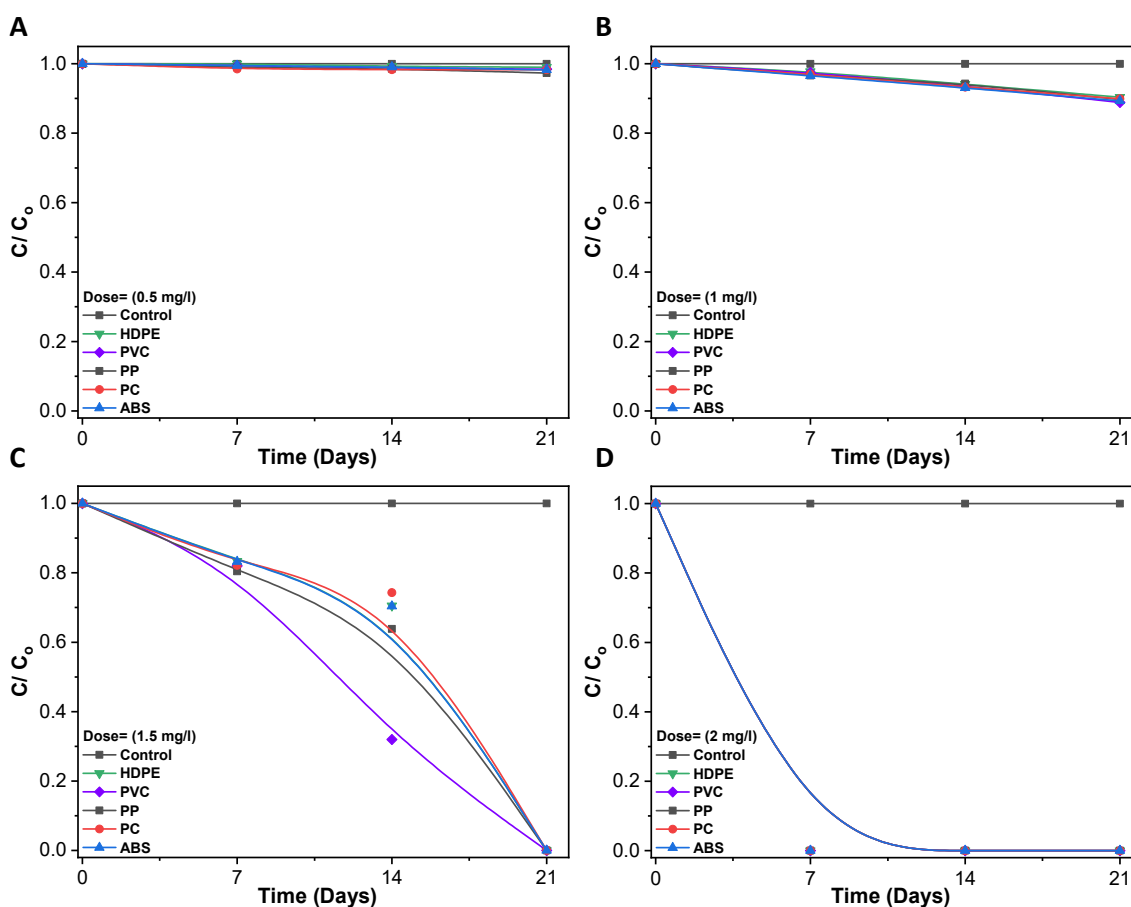 A
1.0
0.8
0.6
0.4
0.2
0.0
C/ Co
Dose= (0.5 mg/l)
Control
HDPE
PVC
PP
PC
ABS
0 7 14 21
Time (Days)
B
1.0
0.8
0.6
0.4
0.2
0.0
C/ Co
Dose= (1 mg/l)
Control
HDPE
PVC
PP
PC
ABS
0 7 14 21
Time (Days)
C
1.0
0.8
0.6
0.4
0.2
0.0
C/ Co
Dose= (1.5 mg/l)
Control
HDPE
PVC
PP
PC
ABS
0 7 14 21
Time (Days)
D
1.0
0.8
0.6
0.4
0.2
0.0
C/ Co
Dose= (2 mg/l)
Control
HDPE
PVC
PP
PC
ABS
0 7 14 21
Time (Days)